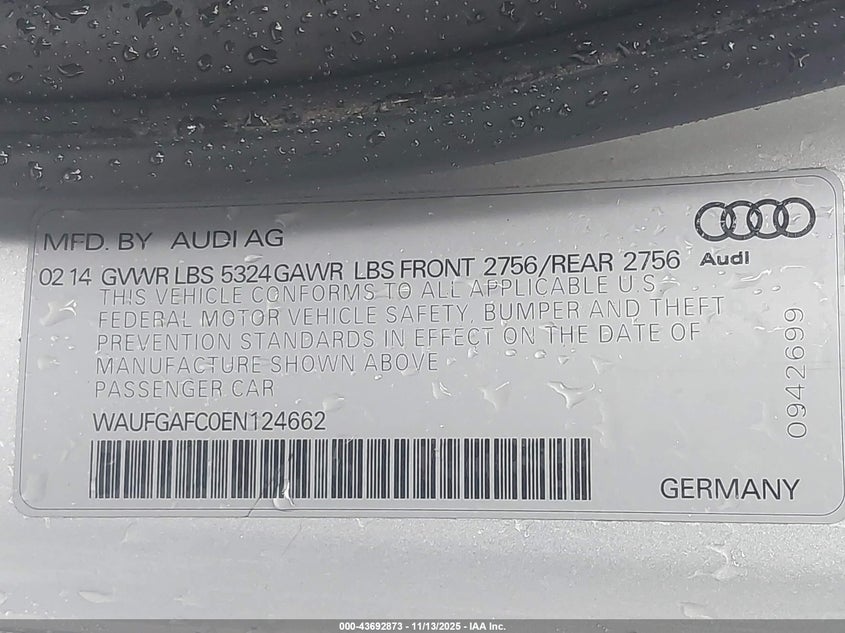 MFD. BY AUDI AG
Audi
02 14 GVWR LBS 5324 GAWR LBS FRONT 2756/REAR 2756
THIS VEHICLE CONFORMS TO ALL APPLICABLE U.S.
FEDERAL MOTOR VEHICLE SAFETY, BUMPER AND THEFT
PREVENTION STANDARDS IN EFFECT ON THE DATE OF
MANUFACTURE SHOWN ABOVE
PASSENGER CAR
WAUFGAFC0EN124662
0942699
GERMANY
000-43692873 - 11/13/2025 - IAA Inc.